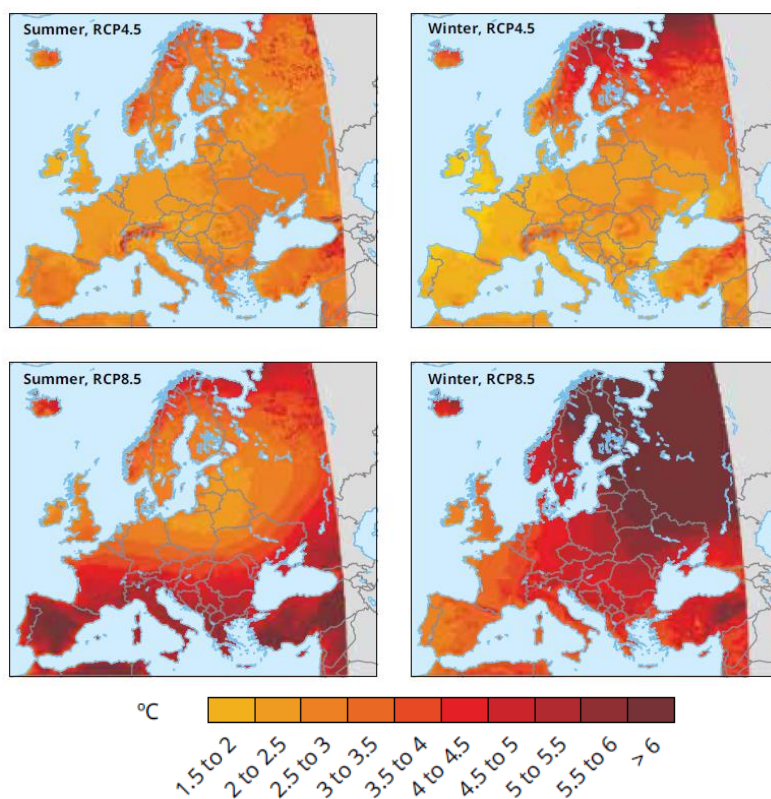 Summer, RCP4.5
Winter, RCP4.5
Summer, RCP8.5
Winter, RCP8.5
ºC
1.5 to 2
2 to 2.5
2.5 to 3
3 to 3.5
3.5 to 4
4 to 4.5
4.5 to 5
5 to 5.5
5.5 to 6
> 6